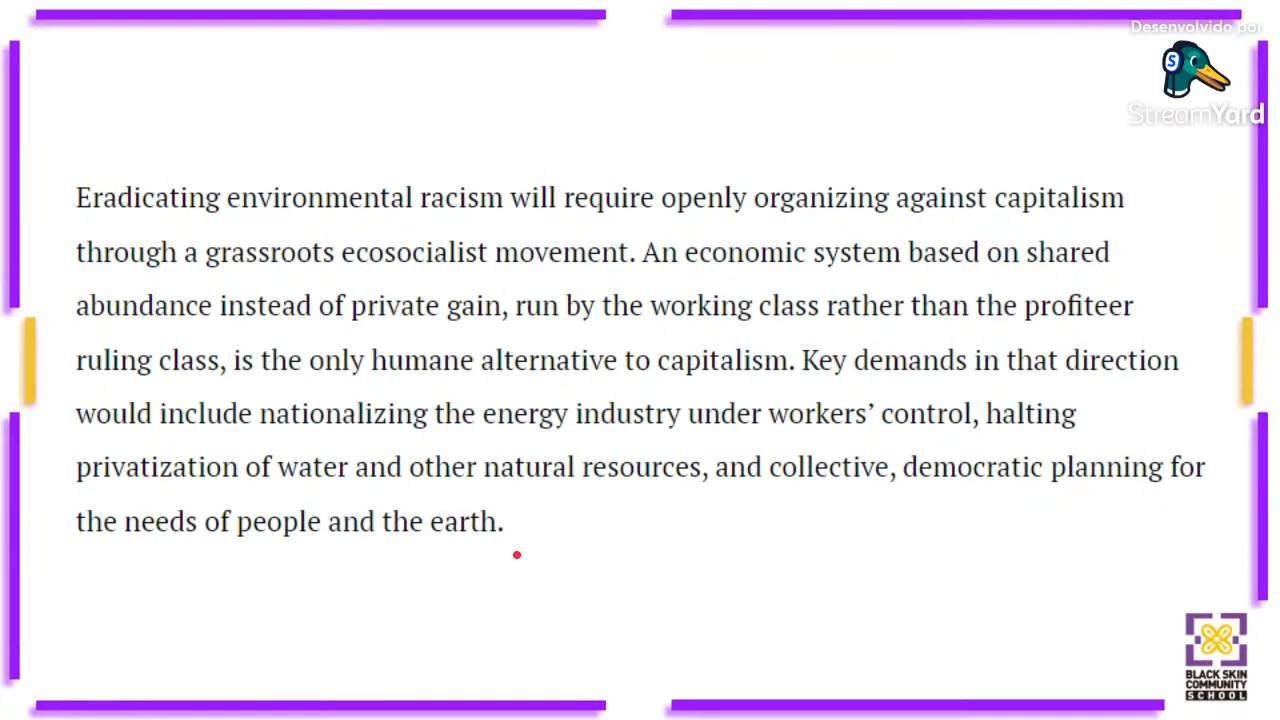 Desenvolvido por
S
StreamYard
Eradicating environmental racism will require openly organizing against capitalism
through a grassroots ecosocialist movement. An economic system based on shared
abundance instead of private gain, run by the working class rather than the profiteer
ruling class, is the only humane alternative to capitalism. Key demands in that direction
would include nationalizing the energy industry under workers’ control, halting
privatization of water and other natural resources, and collective, democratic planning for
the needs of people and the earth.
BLACK SKIN
COMMUNITY
SCHOOL